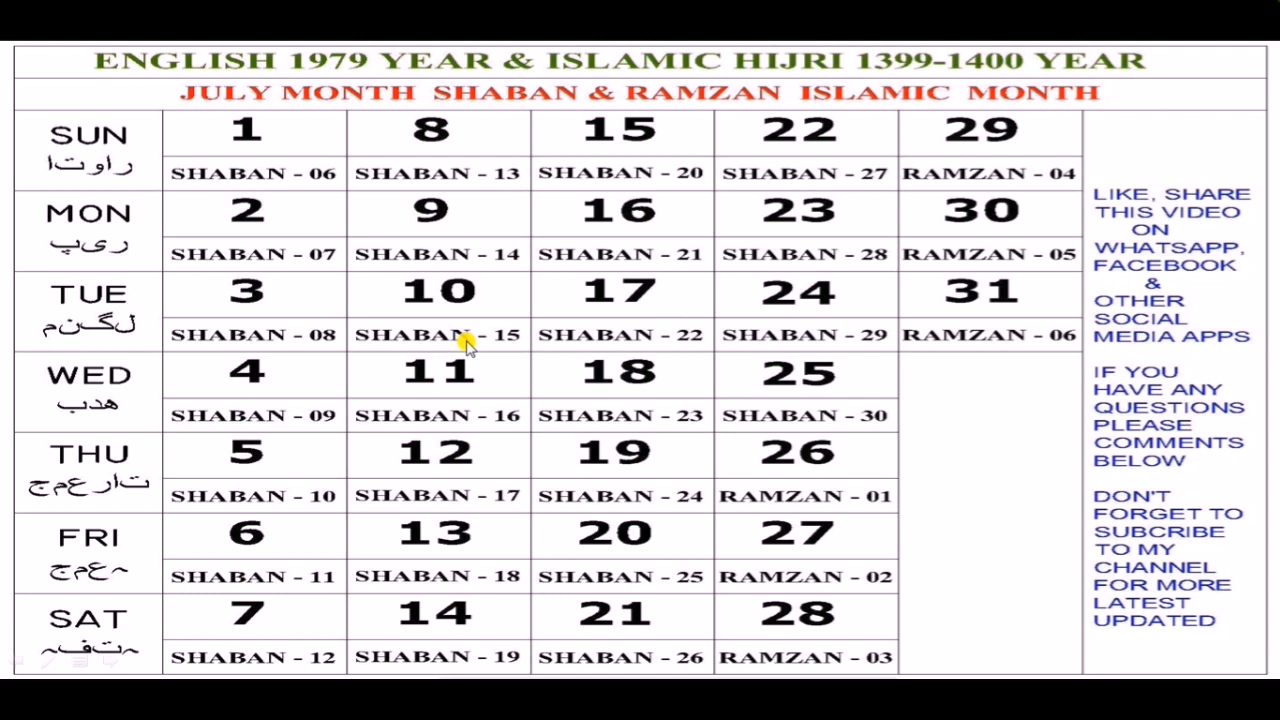 ENGLISH 1979 YEAR & ISLAMIC HIJRI 1399-1400 YEAR
JULY MONTH SHABAN & RAMZAN ISLAMIC MONTH
SUN 1 8 15 22 29
راوتا SHABAN - 06 SHABAN - 13 SHABAN - 20 SHABAN - 27 RAMZAN - 04
MON 2 9 16 23 30
ریپ SHABAN - 07 SHABAN - 14 SHABAN - 21 SHABAN - 28 RAMZAN - 05
TUE 3 10 17 24 31
لگنم SHABAN - 08 SHABAN - 15 SHABAN - 22 SHABAN - 29 RAMZAN - 06
WED 4 11 18 25
ھدب SHABAN - 09 SHABAN - 16 SHABAN - 23 SHABAN - 30
THU 5 12 19 26
تارعمج SHABAN - 10 SHABAN - 17 SHABAN - 24 RAMZAN - 01
FRI 6 13 20 27
ہعمج SHABAN - 11 SHABAN - 18 SHABAN - 25 RAMZAN - 02
SAT 7 14 21 28
ہتفہ SHABAN - 12 SHABAN - 19 SHABAN - 26 RAMZAN - 03
LIKE, SHARE
THIS VIDEO
ON
WHATSAPP,
FACEBOOK
&
OTHER
SOCIAL
MEDIA APPS
IF YOU
HAVE ANY
QUESTIONS
PLEASE
COMMENTS
BELOW
DON'T
FORGET TO
SUBCRIBE
TO MY
CHANNEL
FOR MORE
LATEST
UPDATED